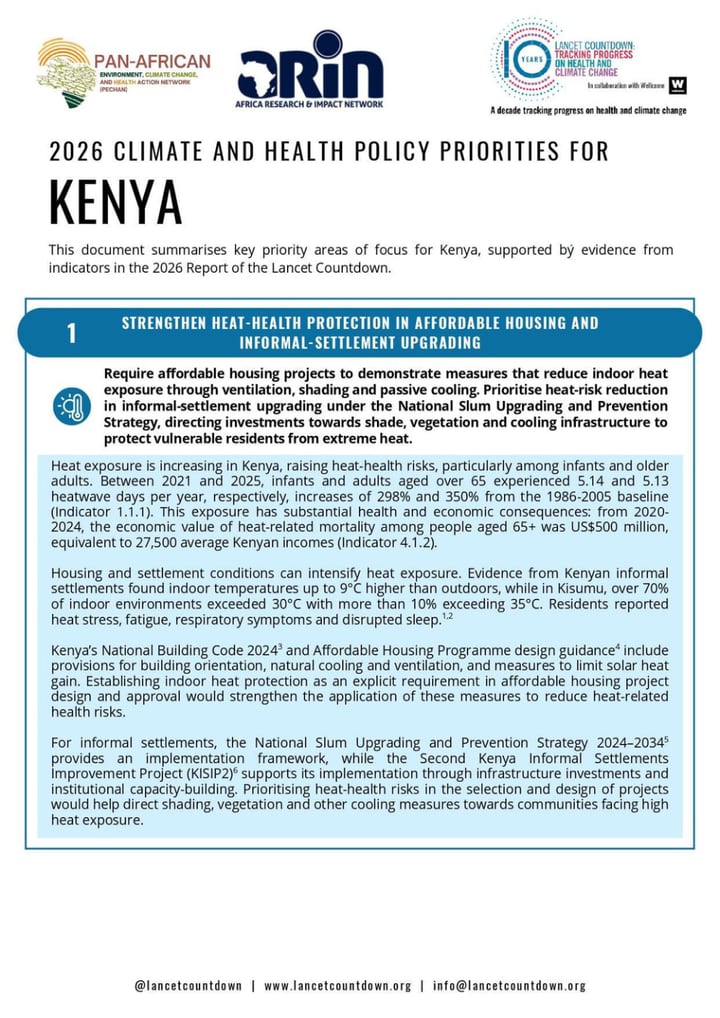 PAN-AFRICAN
ENVIRONMENT, CLIMATE CHANGE,
AND HEALTH ACTION NETWORK
(PECHAN)
ARIN
AFRICA RESEARCH & IMPACT NETWORK
10
YEARS
LANCET COUNTDOWN:
TRACKING PROGRESS
ON HEALTH AND
CLIMATE CHANGE
In collaboration with Wellcome
W
A decade tracking progress on health and climate change
2026 CLIMATE AND HEALTH POLICY PRIORITIES FOR
KENYA
This document summarises key priority areas of focus for Kenya, supported by evidence from
indicators in the 2026 Report of the Lancet Countdown.
1
STRENGTHEN HEAT-HEALTH PROTECTION IN AFFORDABLE HOUSING AND
INFORMAL-SETTLEMENT UPGRADING
Require affordable housing projects to demonstrate measures that reduce indoor heat
exposure through ventilation, shading and passive cooling. Prioritise heat-risk reduction
in informal-settlement upgrading under the National Slum Upgrading and Prevention
Strategy, directing investments towards shade, vegetation and cooling infrastructure to
protect vulnerable residents from extreme heat.
Heat exposure is increasing in Kenya, raising heat-health risks, particularly among infants and older
adults. Between 2021 and 2025, infants and adults aged over 65 experienced 5.14 and 5.13
heatwave days per year, respectively, increases of 298% and 350% from the 1986-2005 baseline
(Indicator 1.1.1). This exposure has substantial health and economic consequences: from 2020-
2024, the economic value of heat-related mortality among people aged 65+ was US$500 million,
equivalent to 27,500 average Kenyan incomes (Indicator 4.1.2).
Housing and settlement conditions can intensify heat exposure. Evidence from Kenyan informal
settlements found indoor temperatures up to 9°C higher than outdoors, while in Kisumu, over 70%
of indoor environments exceeded 30°C with more than 10% exceeding 35°C. Residents reported
heat stress, fatigue, respiratory symptoms and disrupted sleep.1,2
Kenya's National Building Code 2024³ and Affordable Housing Programme design guidance⁴ include
provisions for building orientation, natural cooling and ventilation, and measures to limit solar heat
gain. Establishing indoor heat protection as an explicit requirement in affordable housing project
design and approval would strengthen the application of these measures to reduce heat-related
health risks.
For informal settlements, the National Slum Upgrading and Prevention Strategy 2024–2034⁵
provides an implementation framework, while the Second Kenya Informal Settlements
Improvement Project (KISIP2)⁶ supports its implementation through infrastructure investments and
institutional capacity-building. Prioritising heat-health risks in the selection and design of projects
would help direct shading, vegetation and other cooling measures towards communities facing high
heat exposure.
@lancetcountdown | www.lancetcountdown.org | info@lancetcountdown.org